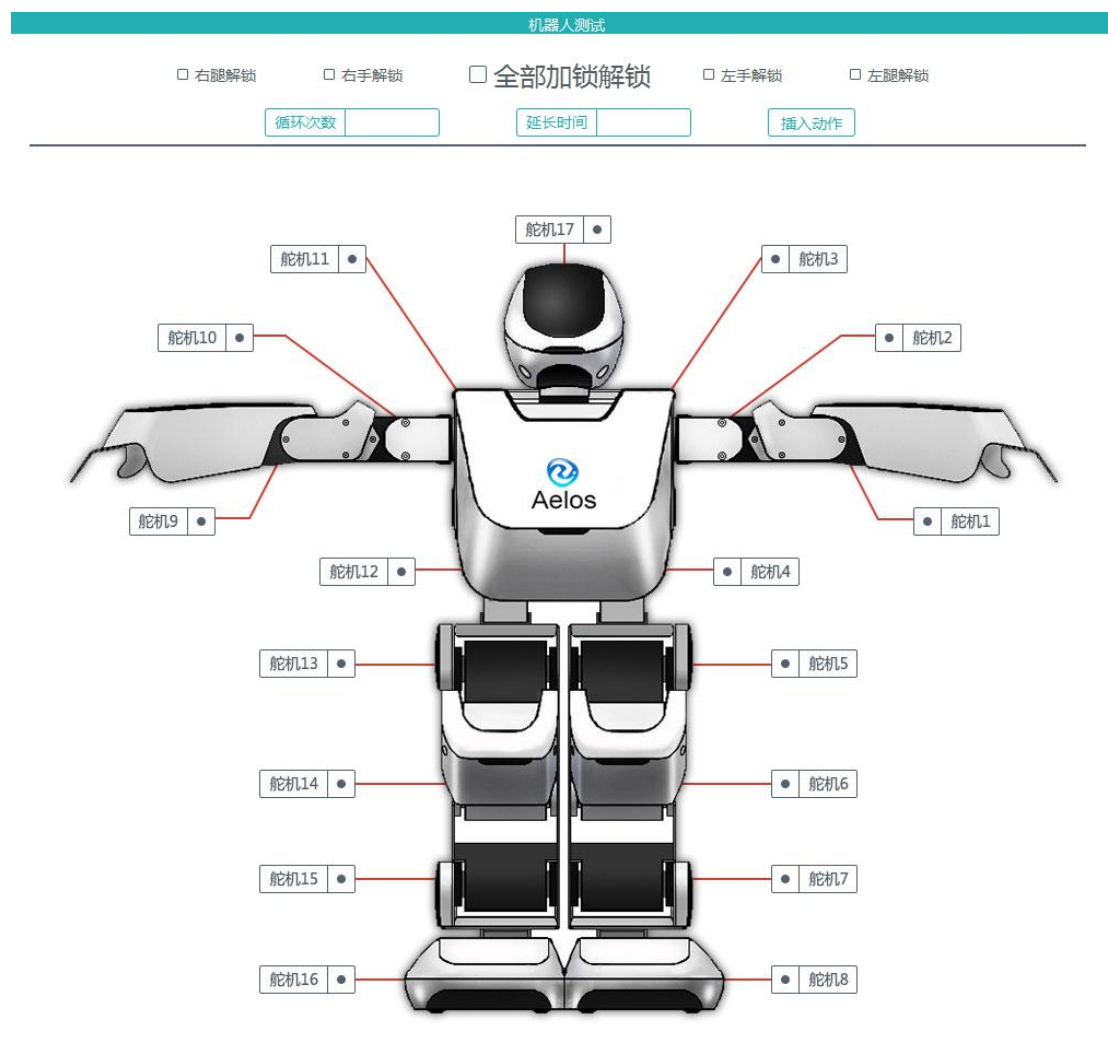 机器人测试
右腿解锁 右手解锁 全部加锁解锁 左手解锁 左腿解锁
循环次数 延长时间 插入动作
舵机17
舵机11 舵机3
舵机10 舵机2
Aelos
舵机9 舵机1
舵机12 舵机4
舵机13 舵机5
舵机14 舵机6
舵机15 舵机7
舵机16 舵机8